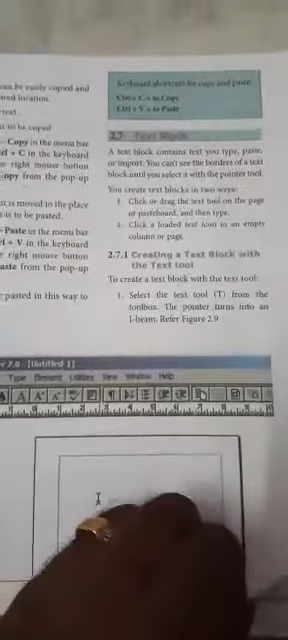 can be easily copied and
location.
text.
is to be copied
Copy in the menu bar
+ C in the keyboard
right mouse button
Copy from the pop-up
is moved to the place
is to be pasted.
Paste in the menu bar
+ V in the keyboard
right mouse button
from the pop-up
pasted in this way to
Keyboard shortcuts for copy and paste
Ctrl + C = to Copy
Ctrl + V = to Paste
2.7 Text Block
A text block contains text you type, paste,
or import. You can't see the borders of a text
block until you select it with the pointer tool.
You create text blocks in two ways:
1. Click or drag the text tool on the page
or pasteboard, and then type.
2. Click a loaded text icon in an empty
column or page.
2.7.1 Creating a Text Block with
the Text tool
To create a text block with the text tool:
1. Select the text tool (T) from the
toolbox. The pointer turns into an
I-beam. Refer Figure 2.9
7.0 - [Untitled 1]
Type Element Utilities View Window Help